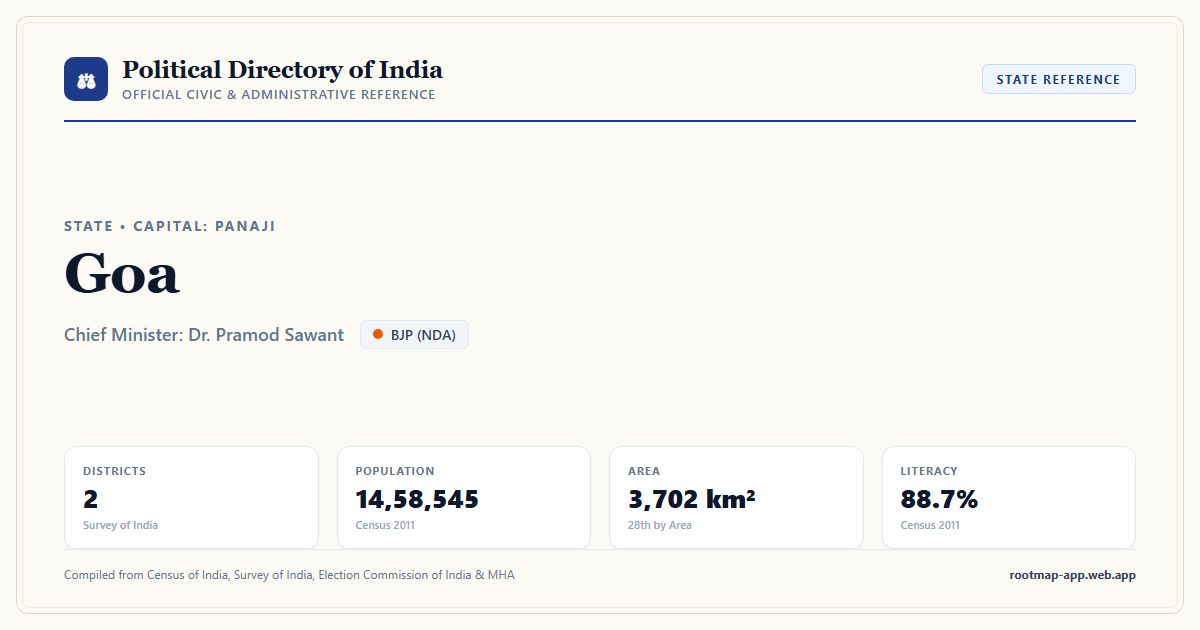 Political Directory of India
OFFICIAL CIVIC & ADMINISTRATIVE REFERENCE
STATE REFERENCE
STATE • CAPITAL: PANAJI
Goa
Chief Minister: Dr. Pramod Sawant
BJP (NDA)
DISTRICTS
2
Survey of India
POPULATION
14,58,545
Census 2011
AREA
3,702 km²
28th by Area
LITERACY
88.7%
Census 2011
Compiled from Census of India, Survey of India, Election Commission of India & MHA
rootmap-app.web.app